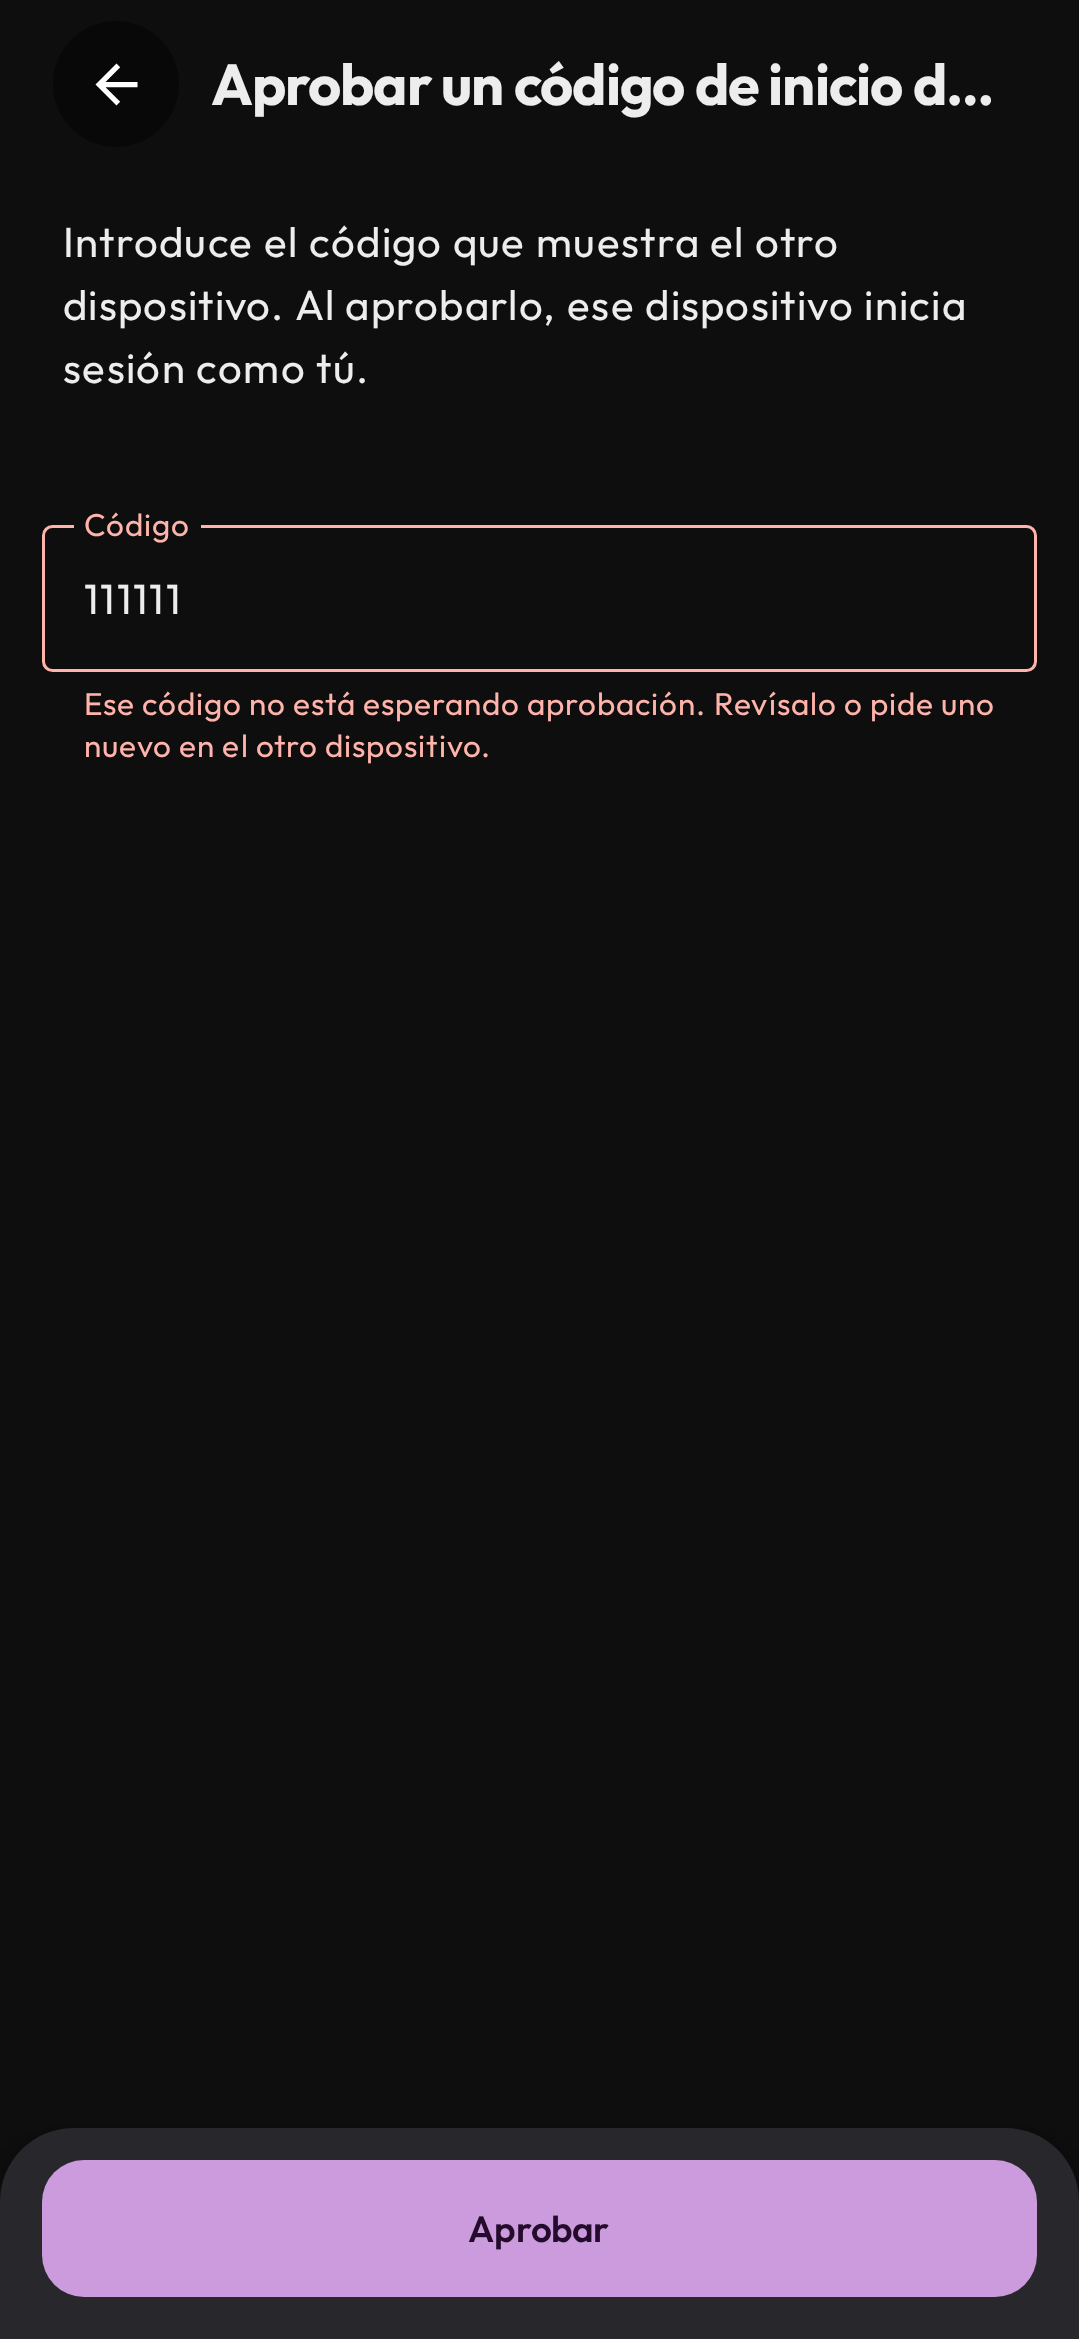 Aprobar un código de inicio d...
Introduce el código que muestra el otro
dispositivo. Al aprobarlo, ese dispositivo inicia
sesión como tú.
Código
111111
Ese código no está esperando aprobación. Revísalo o pide uno
nuevo en el otro dispositivo.
Aprobar